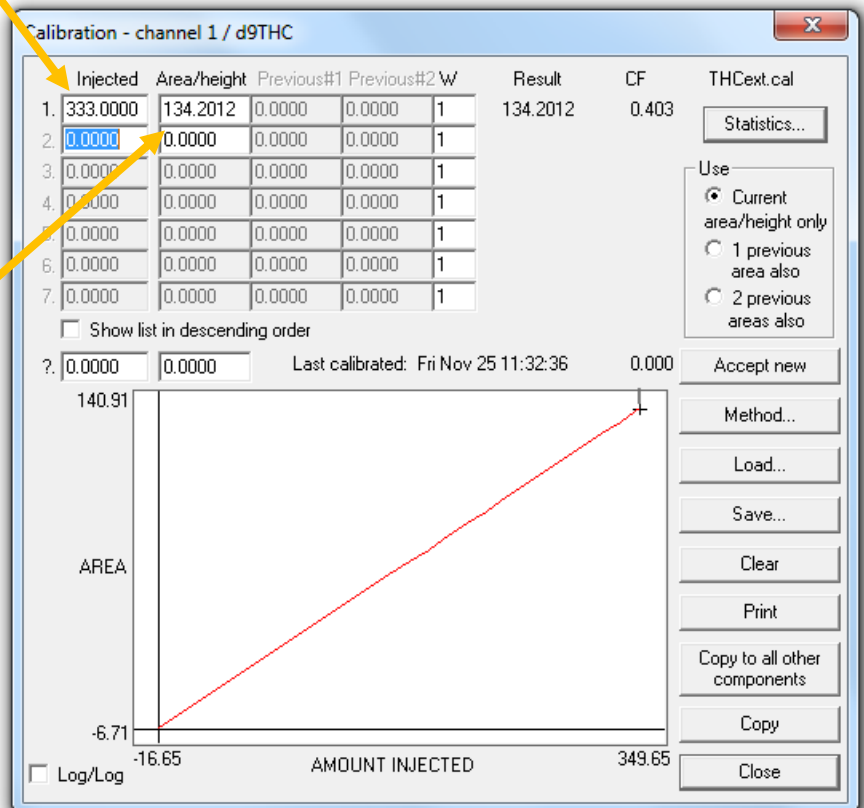 Calibration - channel 1 / d9THC
Injected Area/height Previous#1 Previous#2 W Result CF THCext.cal
1. 333.0000 134.2012 0.0000 0.0000 1 134.2012 0.403
Statistics...
2. 0.0000 0.0000 0.0000 0.0000 1
3. 0.0000 0.0000 0.0000 0.0000 1
4. 0.0000 0.0000 0.0000 0.0000 1
5. 0.0000 0.0000 0.0000 0.0000 1
6. 0.0000 0.0000 0.0000 0.0000 1
7. 0.0000 0.0000 0.0000 0.0000 1
Use
Current
area/height only
1 previous
area also
2 previous
areas also
Show list in descending order
?. 0.0000 0.0000 Last calibrated: Fri Nov 25 11:32:36 0.000
Accept new
Method...
Load...
Save...
Clear
Print
Copy to all other
components
Copy
Close
140.91
AREA
-6.71
-16.65 AMOUNT INJECTED 349.65
Log/Log